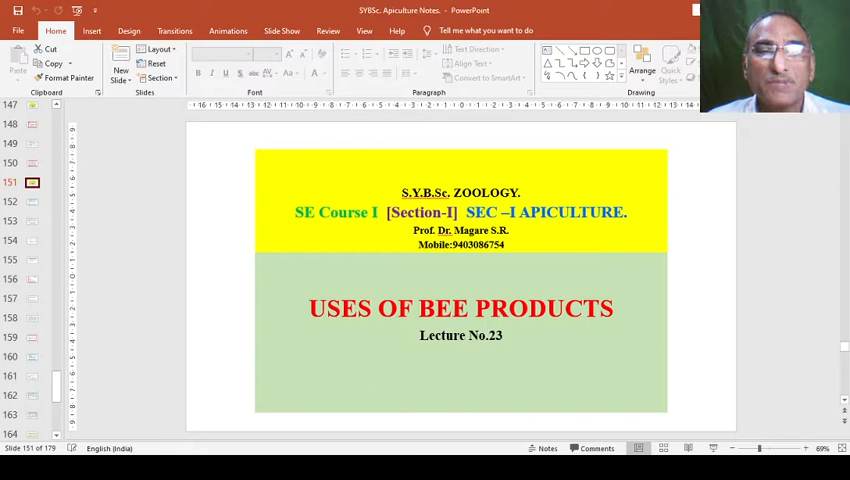 SYBSc. Apiculture Notes. - PowerPoint
File Home Insert Design Transitions Animations Slide Show Review View Help Tell me what you want to do
Paste
Cut
Copy
Format Painter
Clipboard
New
Slide
Layout
Reset
Section
Slides
B I U S
Aa
Font
Text Direction
Align Text
Convert to SmartArt
Paragraph
Arrange
Quick
Styles
Drawing
147
148
149
150
151
152
153
154
155
156
157
158
159
160
161
162
163
164
S.Y.B.Sc. ZOOLOGY.
SE Course I [Section-I] SEC –I APICULTURE.
Prof. Dr. Magare S.R.
Mobile:9403086754
USES OF BEE PRODUCTS
Lecture No.23
Slide 151 of 179 English (India) Notes Comments 69%